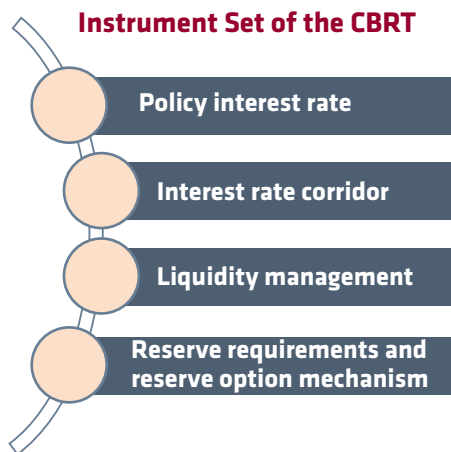 Instrument Set of the CBRT
Policy interest rate
Interest rate corridor
Liquidity management
Reserve requirements and
reserve option mechanism